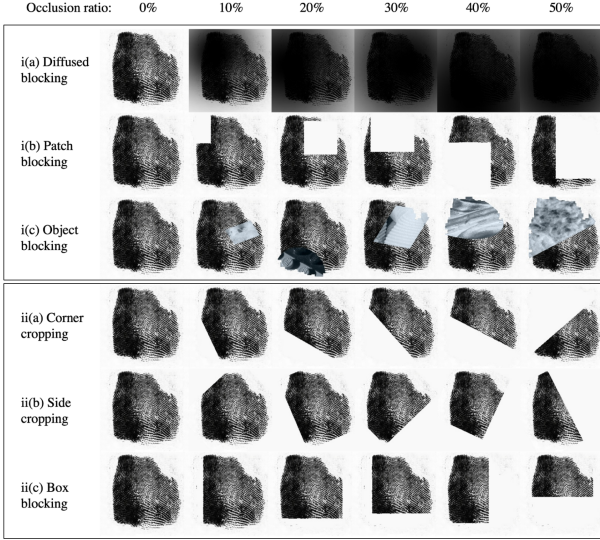 Occlusion ratio: 0% 10% 20% 30% 40% 50%
i(a) Diffused
blocking
i(b) Patch
blocking
i(c) Object
blocking
ii(a) Corner
cropping
ii(b) Side
cropping
ii(c) Box
blocking